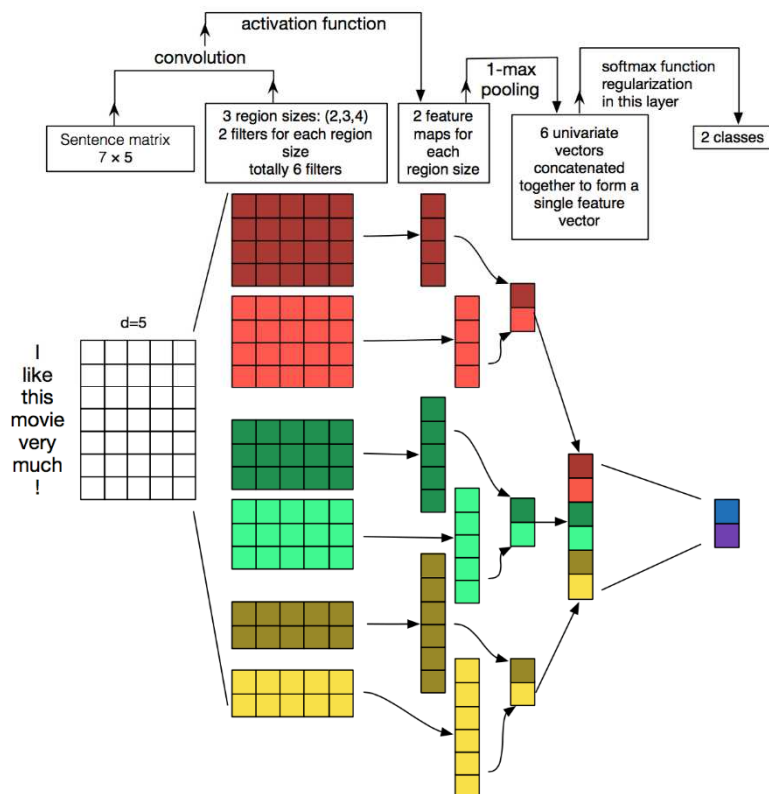 activation function
convolution
1-max
pooling
softmax function
regularization
in this layer
Sentence matrix
7 × 5
3 region sizes: (2,3,4)
2 filters for each region
size
totally 6 filters
2 feature
maps for
each
region size
6 univariate
vectors
concatenated
together to form a
single feature
vector
2 classes
d=5
I
like
this
movie
very
much
!